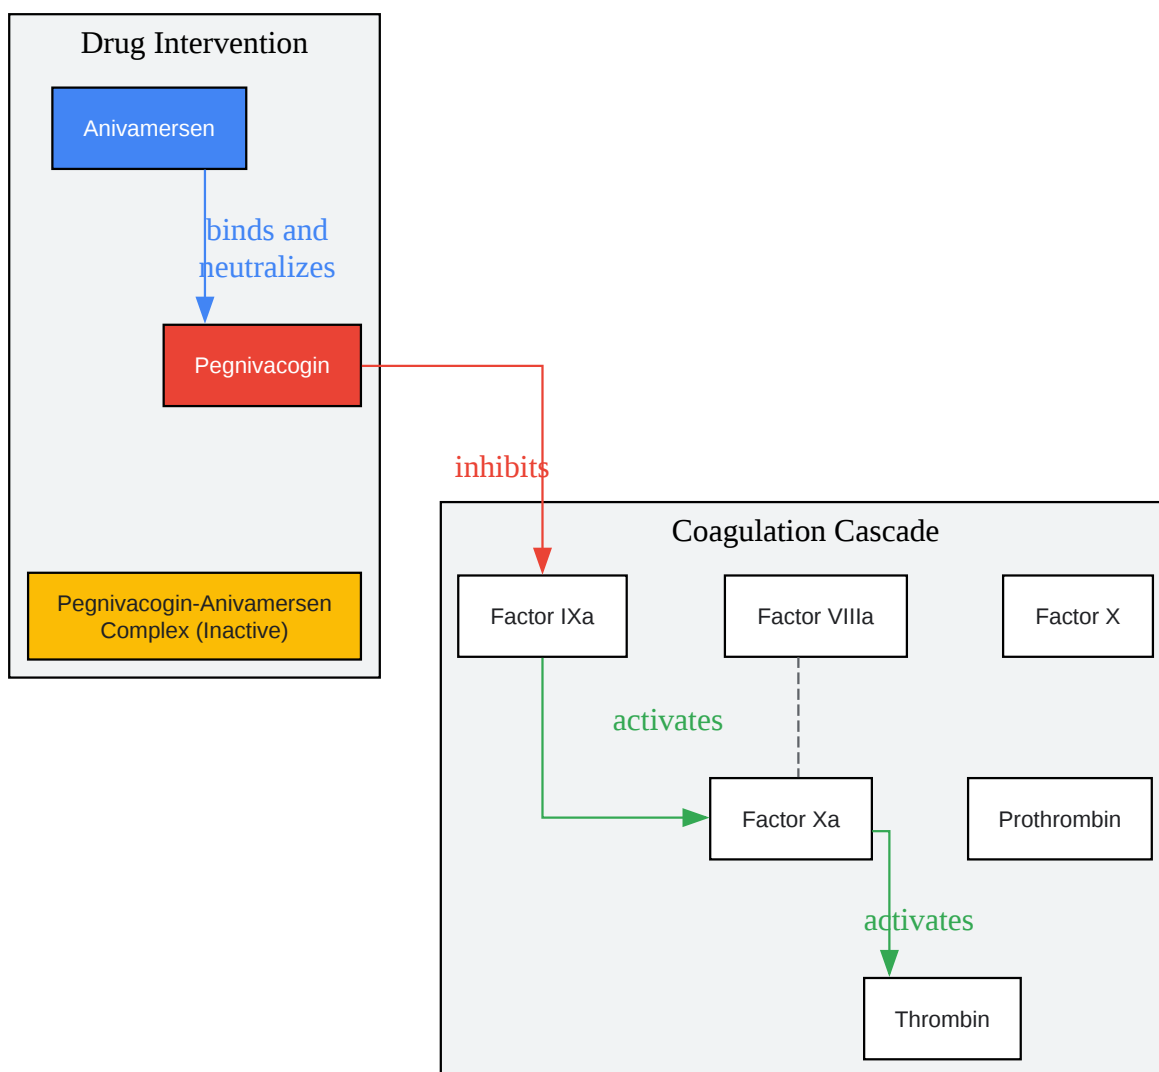 Drug Intervention
Anivamersen
binds and
neutralizes
Pegnivacogin
inhibits
Pegnivacogin-Anivamersen
Complex (Inactive)
Coagulation Cascade
Factor IXa
Factor VIIIa
Factor X
activates
Factor Xa
Prothrombin
activates
Thrombin